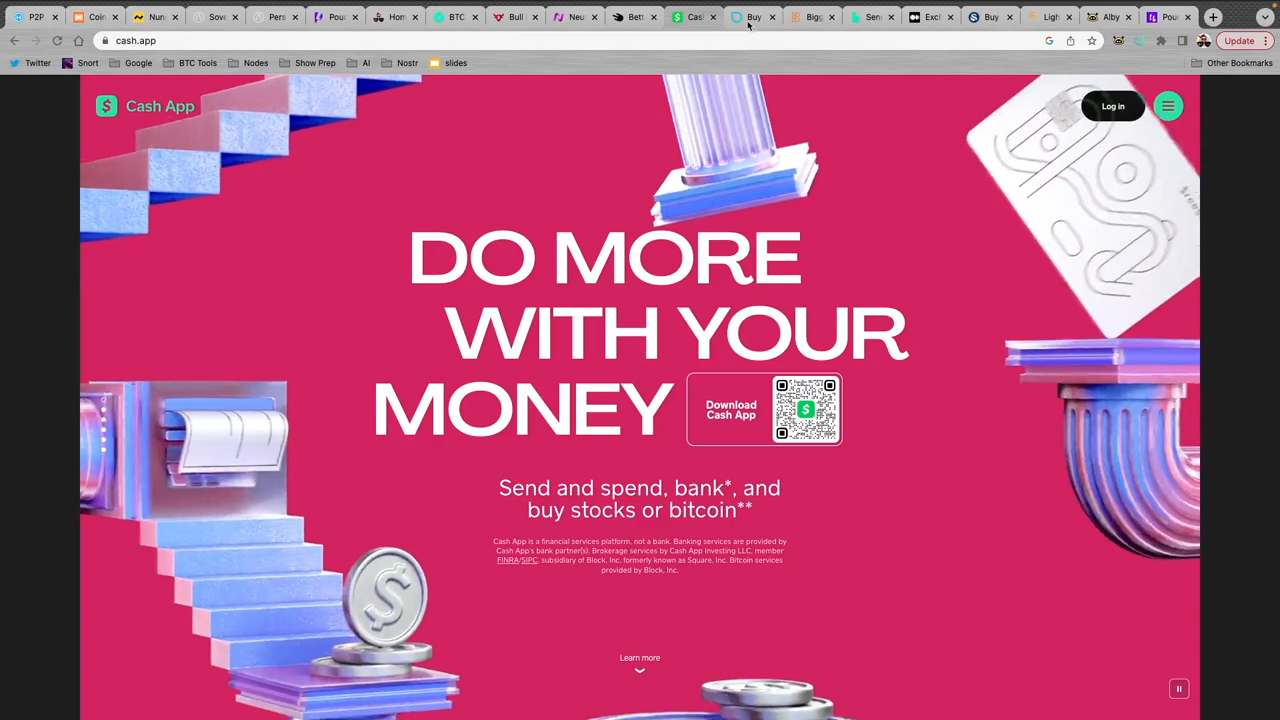 P2P
Coin
Nun
Sov
Pers
Pouc
Hom
BTC
Bull
Neu
Bett
Cash
Buy
Bigg
Send
Exch
Buy
Ligh
Alby
Pou
cash.app
Update
Twitter
Snort
Google
BTC Tools
Nodes
Show Prep
AI
Nostr
slides
Other Bookmarks
Cash App
Log in
DO MORE
WITH YOUR
MONEY
Download
Cash App
Send and spend, bank*, and
buy stocks or bitcoin**
Cash App is a financial services platform, not a bank. Banking services are provided by
Cash App's bank partner(s). Brokerage services by Cash App Investing LLC, member
FINRA/SIPC, subsidiary of Block, Inc, formerly known as Square, Inc. Bitcoin services
provided by Block, Inc.
Learn more